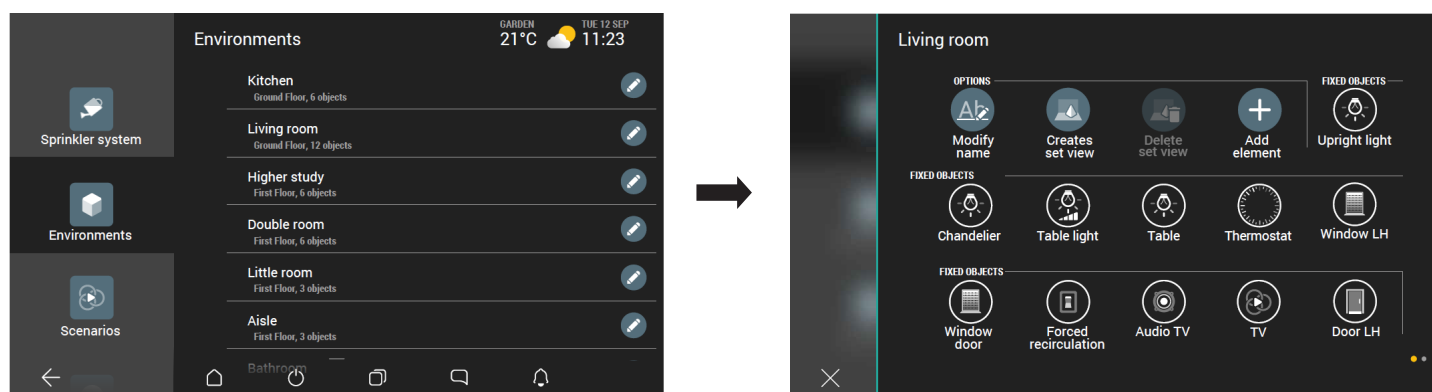 Environments
GARDEN
21°C
TUE 12 SEP
11:23
Sprinkler system
Environments
Scenarios
Kitchen
Ground Floor, 6 objects
Living room
Ground Floor, 12 objects
Higher study
First Floor, 6 objects
Double room
First Floor, 6 objects
Little room
First Floor, 3 objects
Aisle
First Floor, 3 objects
Bathroom
Living room
OPTIONS
FIXED OBJECTS
Ab
Modify
name
Creates
set view
Delete
set view
Add
element
Upright light
FIXED OBJECTS
Chandelier
Table light
Table
Thermostat
Window LH
FIXED OBJECTS
Window
door
Forced
recirculation
Audio TV
TV
Door LH